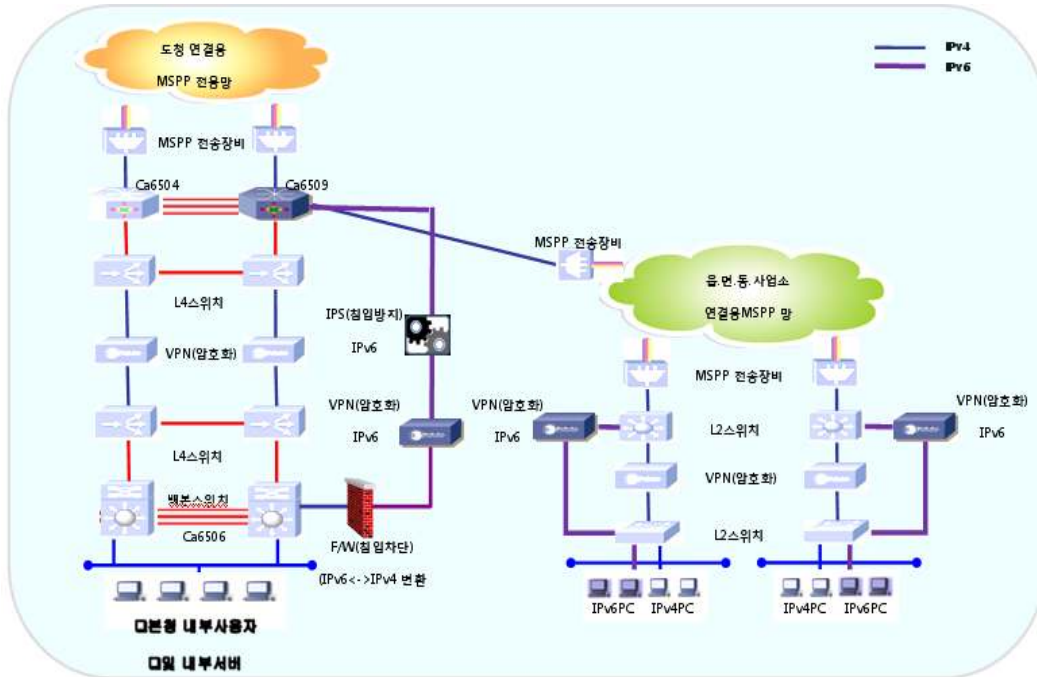 도청 연결용
MSPP 전용망
IPv4
IPv6
MSPP 전송장비
Ca6504
Ca6509
MSPP 전송장비
읍.면.동.사업소
연결용MSPP 망
L4스위치
IPS(침입방지)
IPv6
VPN(암호화)
MSPP 전송장비
VPN(암호화)
IPv6
VPN(암호화)
IPv6
L2스위치
VPN(암호화)
IPv6
L4스위치
VPN(암호화)
백본스위치
Ca6506
L2스위치
F/W(침입차단)
(IPv6<->IPv4 변환
IPv6PC
IPv4PC
IPv4PC
IPv6PC
□본청 내부사용자
□및 내부서버